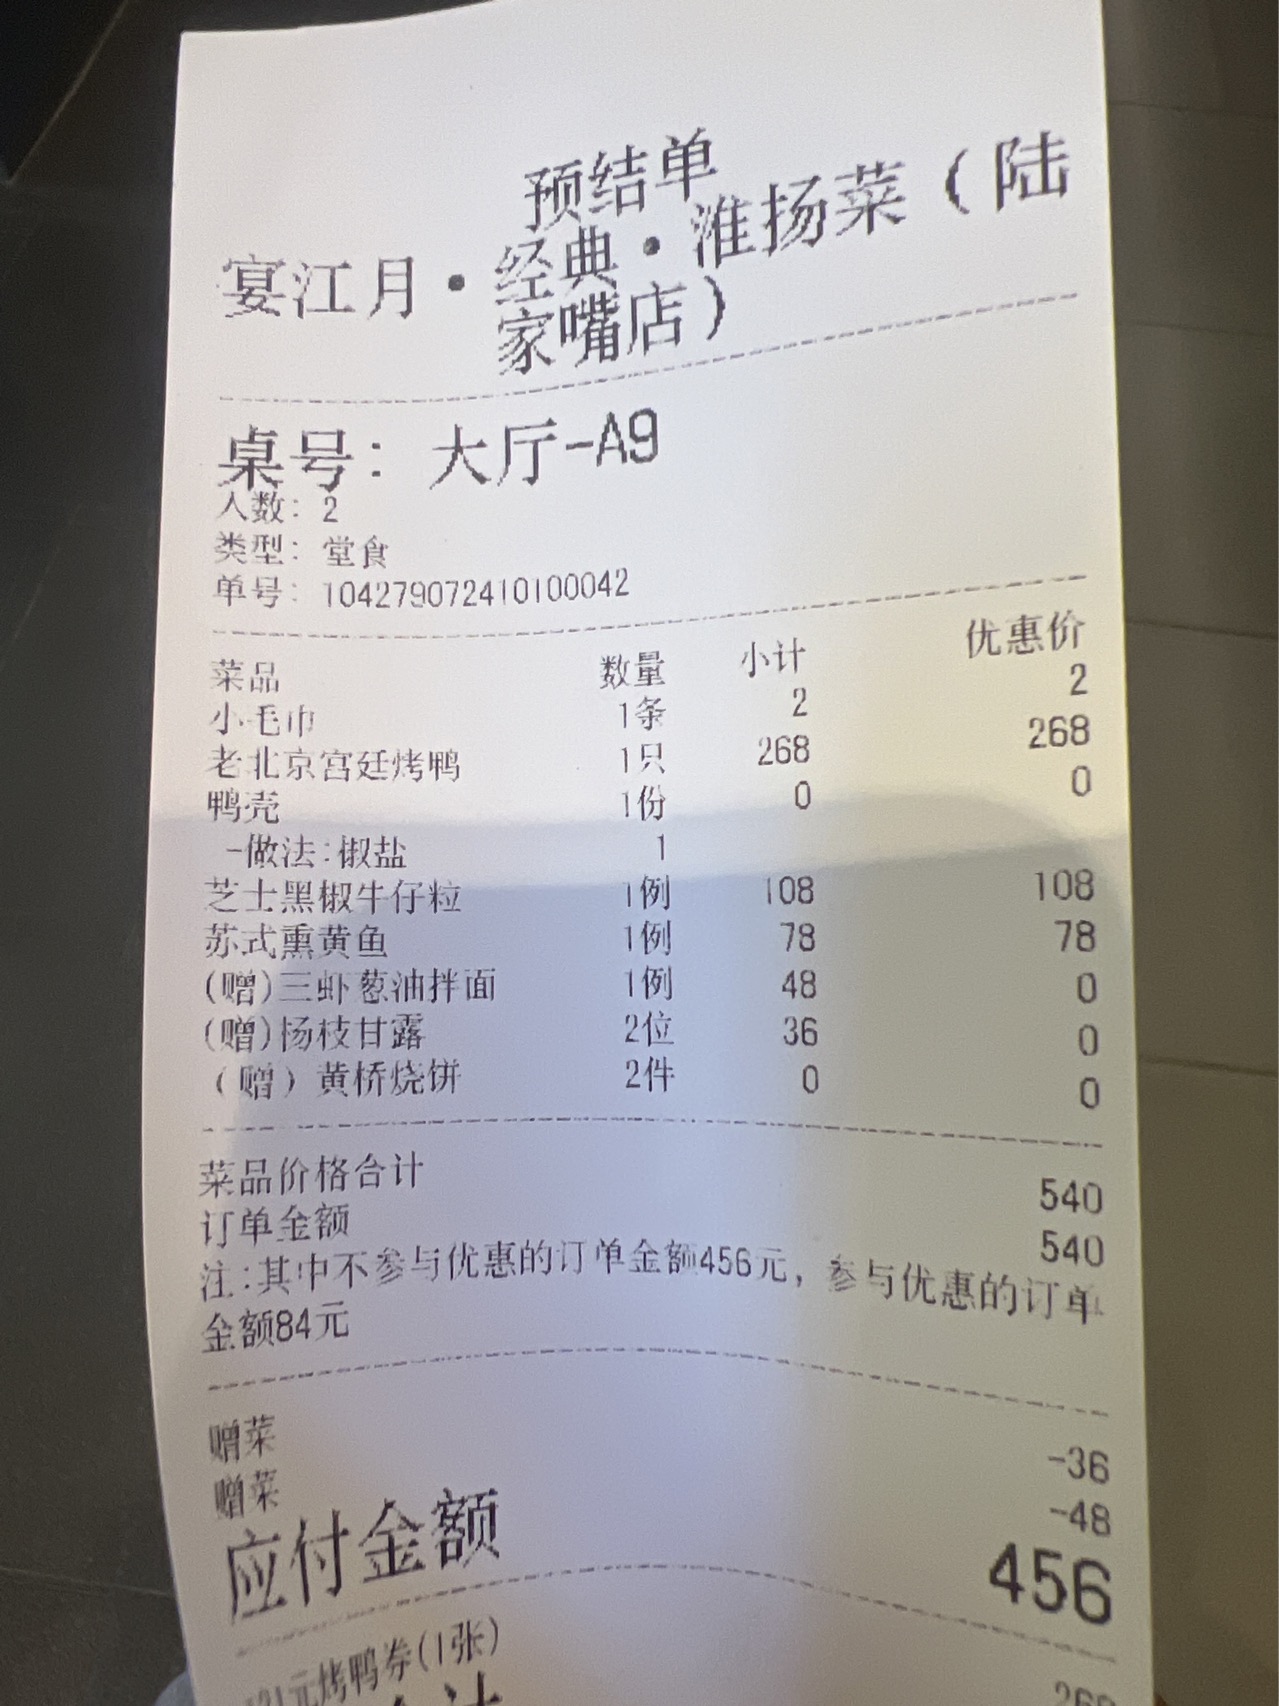 预结单
宴江月·经典·淮扬菜（陆
家嘴店）
桌号：大厅-A9
人数：2
类型：堂食
单号：104279072410100042
菜品 数量 小计 优惠价
小毛巾 1条 2 2
老北京宫廷烤鸭 1只 268 268
鸭壳 1份 0 0
-做法:椒盐 1
芝士黑椒牛仔粒 1例 108 108
苏式熏黄鱼 1例 78 78
(赠)三虾葱油拌面 1例 48 0
(赠)杨枝甘露 2位 36 0
（赠）黄桥烧饼 2件 0 0
菜品价格合计 540
订单金额 540
注:其中不参与优惠的订单金额456元，参与优惠的订单
金额84元
赠菜 -36
赠菜 -48
应付金额 456
元烤鸭券(1张)